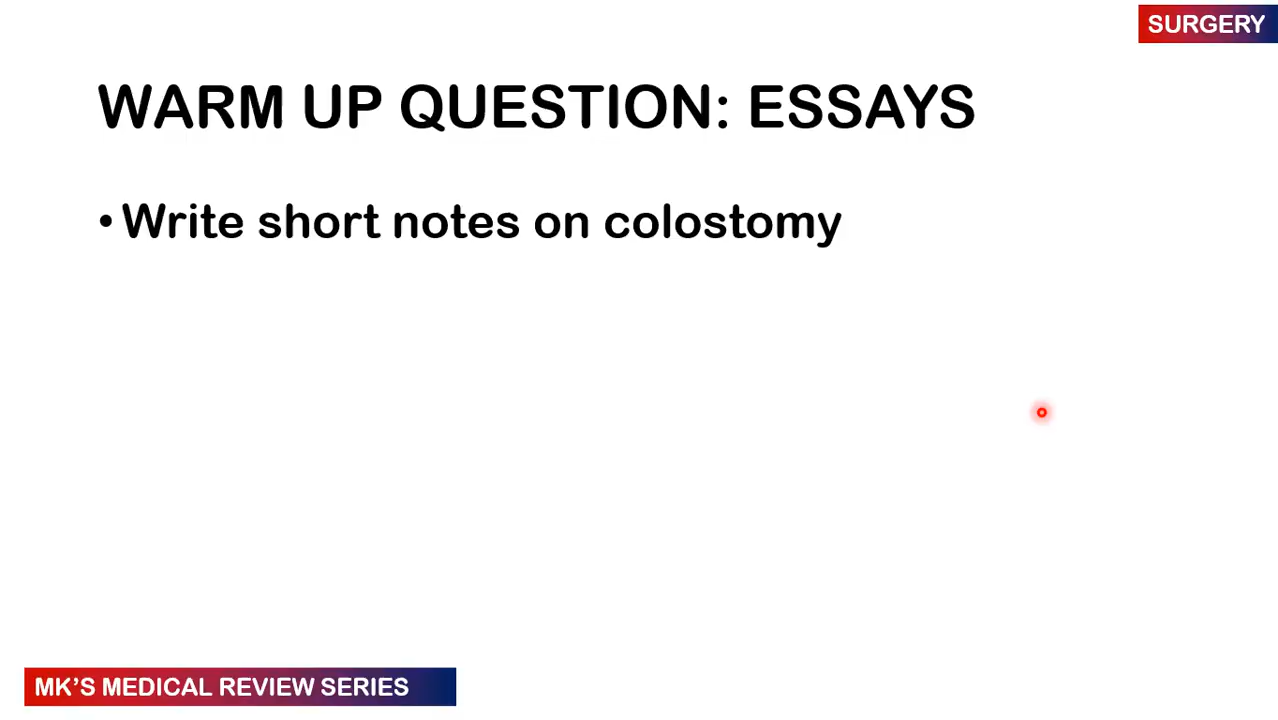 SURGERY
WARM UP QUESTION: ESSAYS
• Write short notes on colostomy
MK’S MEDICAL REVIEW SERIES